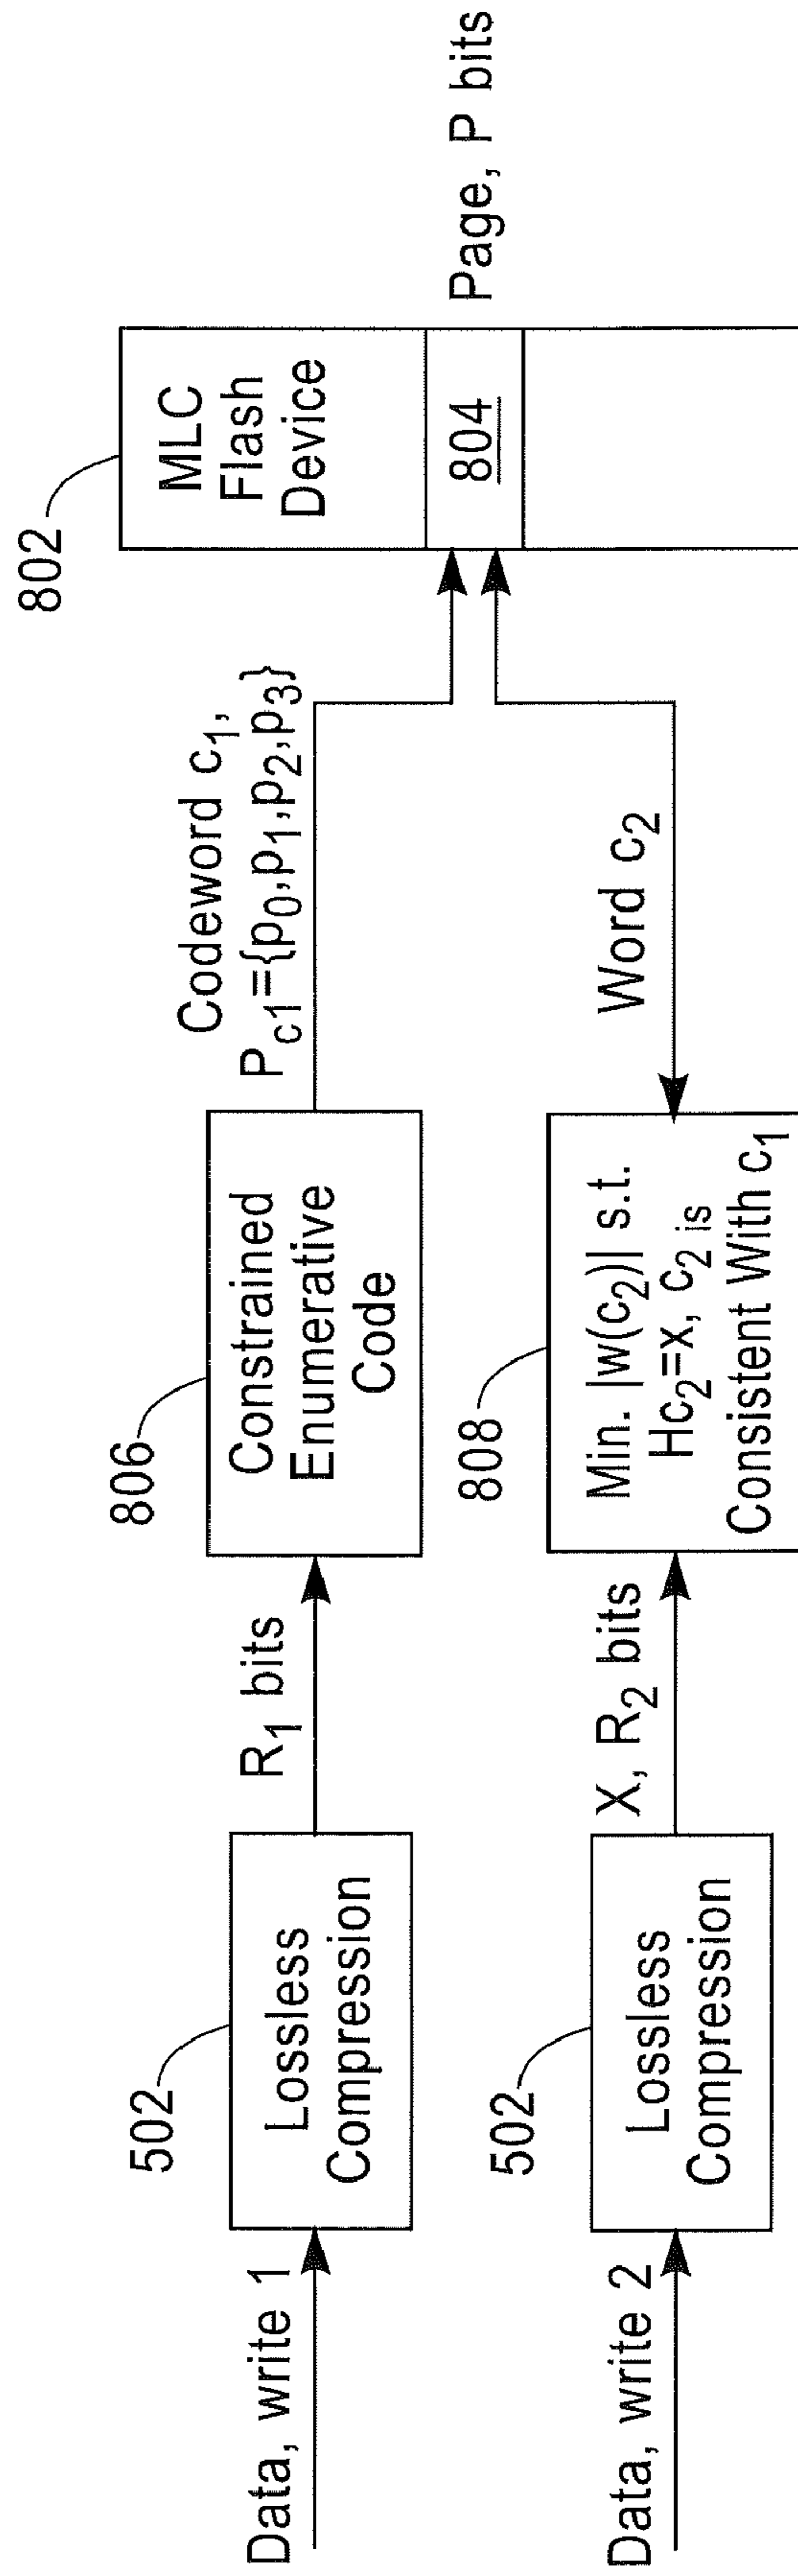 Data, write 1
502
Lossless
Compression
R₁ bits
806
Constrained
Enumerative
Code
Codeword c₁,
P_c1={p₀,p₁,p₂,p₃}
802
MLC
Flash
Device
804
Page, P bits
Data, write 2
502
Lossless
Compression
X, R₂ bits
808
Min. |w(c₂)| s.t.
Hc₂=x, c₂ is
Consistent With c₁
Word c₂